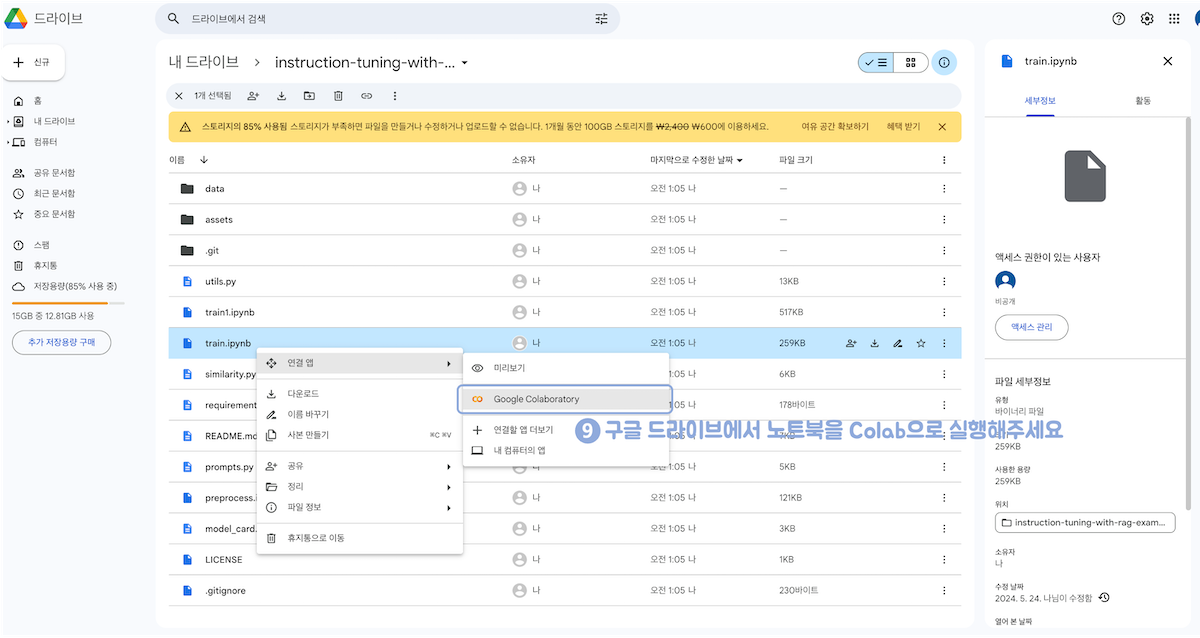 드라이브
드라이브에서 검색
신규
홈
내 드라이브
컴퓨터
공유 문서함
최근 문서함
중요 문서함
스팸
휴지통
저장용량(85% 사용 중)
15GB 중 12.81GB 사용
추가 저장용량 구매
내 드라이브 > instruction-tuning-with-...
1개 선택됨
스토리지의 85% 사용됨 스토리지가 부족하면 파일을 만들거나 수정하거나 업로드할 수 없습니다. 1개월 동안 100GB 스토리지를 ₩2,400 ₩600에 이용하세요. 여유 공간 확보하기 혜택 받기
이름 소유자 마지막으로 수정한 날짜 파일 크기
data 나 오전 1:05 나 —
assets 나 오전 1:05 나 —
.git 나 오전 1:05 나 —
utils.py 나 오전 1:05 나 13KB
train1.ipynb 나 오전 1:05 나 517KB
train.ipynb 나 오전 1:05 나 259KB
similarity.py 1:05 나 6KB
requirement 05 나 178바이트
README.md
prompts.py 오전 1:05 나 5KB
preprocess. 나 오전 1:05 나 121KB
model_card. 나 오전 1:05 나 3KB
LICENSE 나 오전 1:05 나 1KB
.gitignore 나 오전 1:05 나 230바이트
연결 앱
다운로드
이름 바꾸기
사본 만들기 ⌘C ⌘V
공유
정리
파일 정보
휴지통으로 이동
미리보기
Google Colaboratory
연결할 앱 더보기
내 컴퓨터의 앱
9 구글 드라이브에서 노트북을 Colab으로 실행해주세요
train.ipynb
세부정보 활동
액세스 권한이 있는 사용자
비공개
액세스 관리
파일 세부정보
유형
바이너리 파일
259KB
사용한 용량
259KB
위치
instruction-tuning-with-rag-exam...
소유자
나
수정 날짜
2024. 5. 24. 나님이 수정함
열어 본 날짜